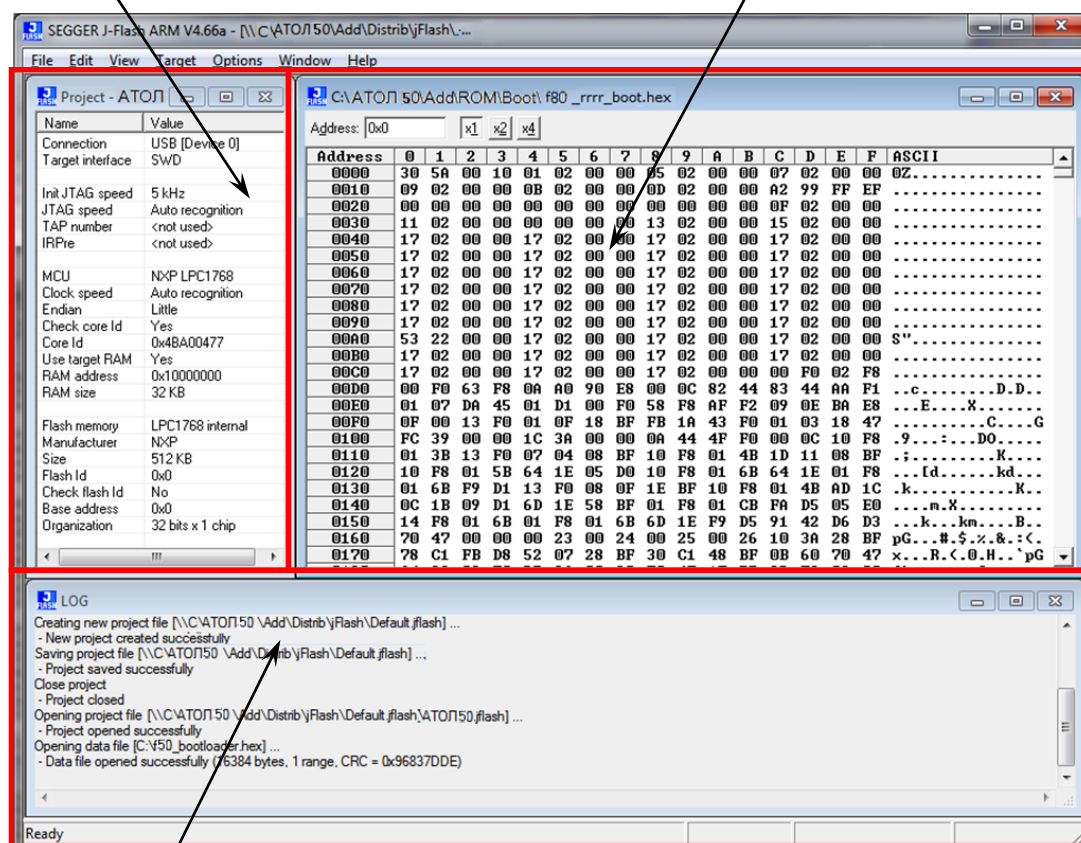 SEGGER J-Flash ARM V4.66a - [\\C\АТОЛ 50\Add\Distrib\jFlash\...
File Edit View Target Options Window Help
Project - АТОЛ
Name Value
Connection USB [Device 0]
Target interface SWD
Init JTAG speed 5 kHz
JTAG speed Auto recognition
TAP number <not used>
IRPre <not used>
MCU NXP LPC1768
Clock speed Auto recognition
Endian Little
Check core Id Yes
Core Id 0x4BA00477
Use target RAM Yes
RAM address 0x10000000
RAM size 32 KB
Flash memory LPC1768 internal
Manufacturer NXP
Size 512 KB
Flash Id 0x0
Check flash Id No
Base address 0x0
Organization 32 bits x 1 chip
C:\АТОЛ 50\Add\ROM\Boot\ f80 _rrrr_boot.hex
Address: 0x0 x1 x2 x4
Address 0 1 2 3 4 5 6 7 8 9 A B C D E F ASCII
0000 30 5A 00 10 01 02 00 00 05 02 00 00 07 02 00 00 0Z..............
0010 09 02 00 00 0B 02 00 00 0D 02 00 00 A2 99 FF EF ................
0020 00 00 00 00 00 00 00 00 00 00 00 00 0F 02 00 00 ................
0030 11 02 00 00 00 00 00 00 13 02 00 00 15 02 00 00 ................
0040 17 02 00 00 17 02 00 00 17 02 00 00 17 02 00 00 ................
0050 17 02 00 00 17 02 00 00 17 02 00 00 17 02 00 00 ................
0060 17 02 00 00 17 02 00 00 17 02 00 00 17 02 00 00 ................
0070 17 02 00 00 17 02 00 00 17 02 00 00 17 02 00 00 ................
0080 17 02 00 00 17 02 00 00 17 02 00 00 17 02 00 00 ................
0090 17 02 00 00 17 02 00 00 17 02 00 00 17 02 00 00 ................
00A0 53 22 00 00 17 02 00 00 17 02 00 00 17 02 00 00 S"..............
00B0 17 02 00 00 17 02 00 00 17 02 00 00 17 02 00 00 ................
00C0 17 02 00 00 17 02 00 00 17 02 00 00 00 F0 02 F8 ................
00D0 00 F0 63 F8 0A A0 90 E8 00 0C 82 44 83 44 AA F1 ..c........D.D..
00E0 01 07 DA 45 01 D1 00 F0 58 F8 AF F2 09 0E BA E8 ...E....X.......
00F0 0F 00 13 F0 01 0F 18 BF FB 1A 43 F0 01 03 18 47 ..........C....G
0100 FC 39 00 00 1C 3A 00 00 0A 44 4F F0 00 0C 10 F8 .9...:...DO.....
0110 01 3B 13 F0 07 04 08 BF 10 F8 01 4B 1D 11 08 BF .;.........K....
0120 10 F8 01 5B 64 1E 05 D0 10 F8 01 6B 64 1E 01 F8 ...[d......kd...
0130 01 6B F9 D1 13 F0 08 0F 1E BF 10 F8 01 4B AD 1C .k...........K..
0140 0C 1B 09 D1 6D 1E 58 BF 01 F8 01 CB FA D5 05 E0 ....m.X.........
0150 14 F8 01 6B 01 F8 01 6B 6D 1E F9 D5 91 42 D6 D3 ...k...km....B..
0160 70 47 00 00 00 23 00 24 00 25 00 26 10 3A 28 BF pG...#.$.%.&.:(.
0170 78 C1 FB D8 52 07 28 BF 30 C1 48 BF 0B 60 70 47 x...R.(.0.H..`pG
LOG
Creating new project file [\\C\АТОЛ 50 \Add\Distrib\jFlash\Default.jflash] ...
- New project created successfully
Saving project file [\\C\АТОЛ50 \Add\Distrib\jFlash\Default.jflash] ...
- Project saved successfully
Close project
- Project closed
Opening project file [\\C\АТОЛ 50 \Add\Distrib\jFlash\Default.jflash\АТОЛ 50.jflash] ...
- Project opened successfully
Opening data file [C:\f50_bootloader.hex] ...
- Data file opened successfully (16384 bytes, 1 range, CRC = 0x96837DDE)
Ready